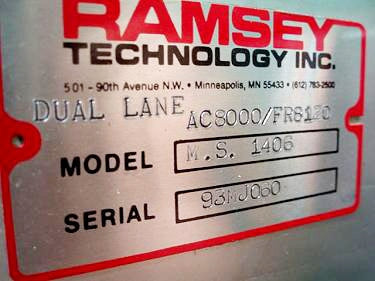 RAMSEY
TECHNOLOGY INC.
501 - 90th Avenue N.W. • Minneapolis, MN 55433 • (612) 783-2500
DUAL LANE AC8000/FR8120
MODEL M.S. 1406
SERIAL 93MJ060